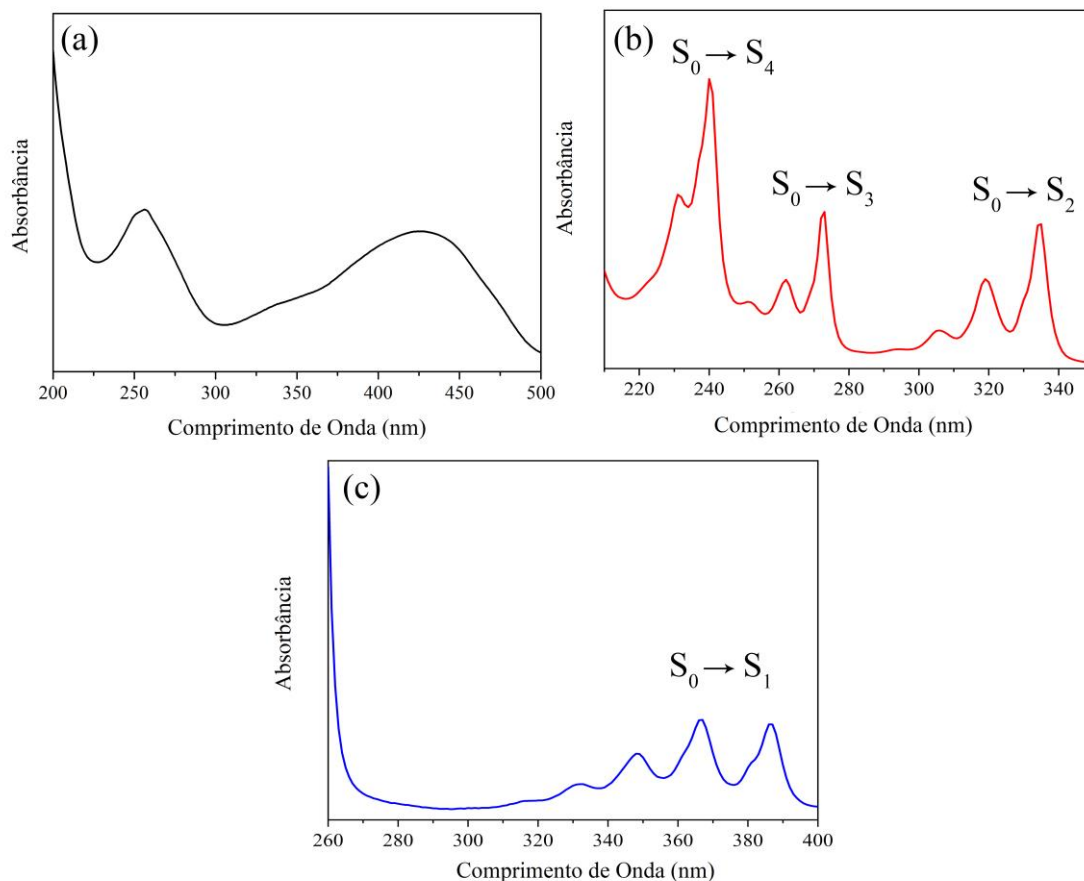 (a)
Absorbância
200 250 300 350 400 450 500
Comprimento de Onda (nm)
(b)
S₀→S₄
S₀→S₃
S₀→S₂
Absorbância
220 240 260 280 300 320 340
Comprimento de Onda (nm)
(c)
S₀→S₁
Absorbância
260 280 300 320 340 360 380 400
Comprimento de Onda (nm)